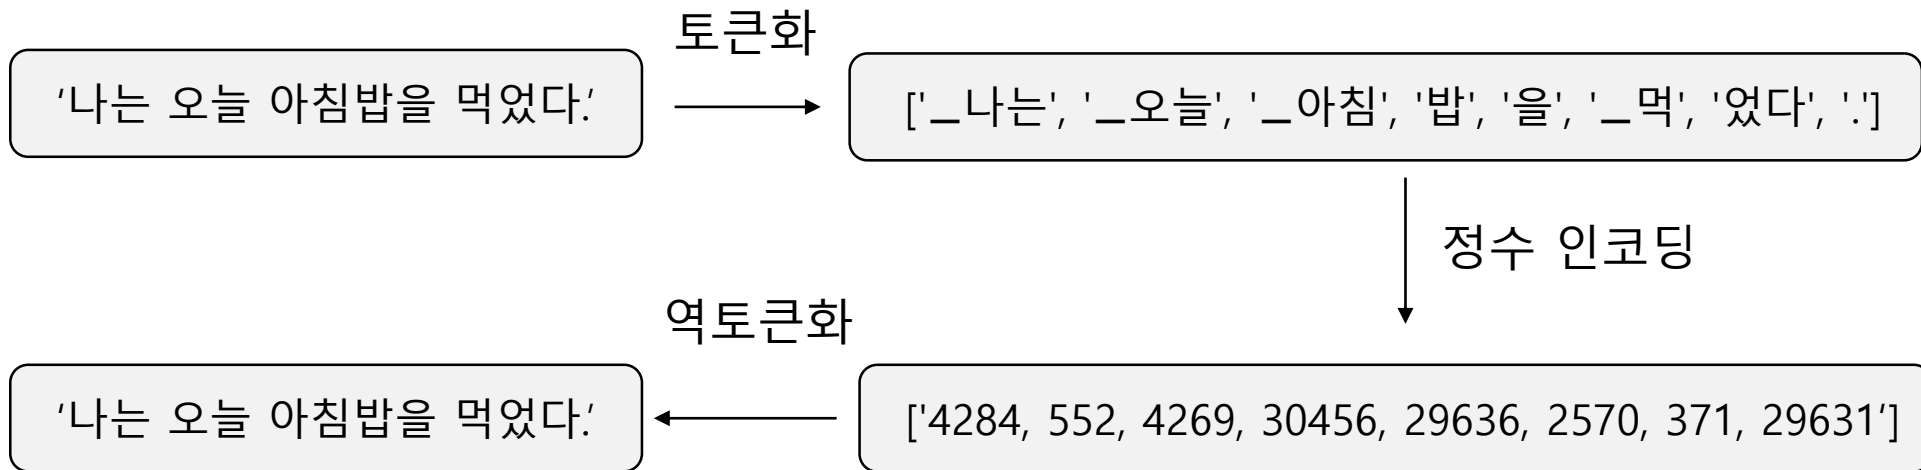 토큰화
‘나는 오늘 아침밥을 먹었다.’
['▁나는', '▁오늘', '▁아침', '밥', '을', '▁먹', '었다', '.']
정수 인코딩
역토큰화
‘나는 오늘 아침밥을 먹었다.’
['4284, 552, 4269, 30456, 29636, 2570, 371, 29631‘]